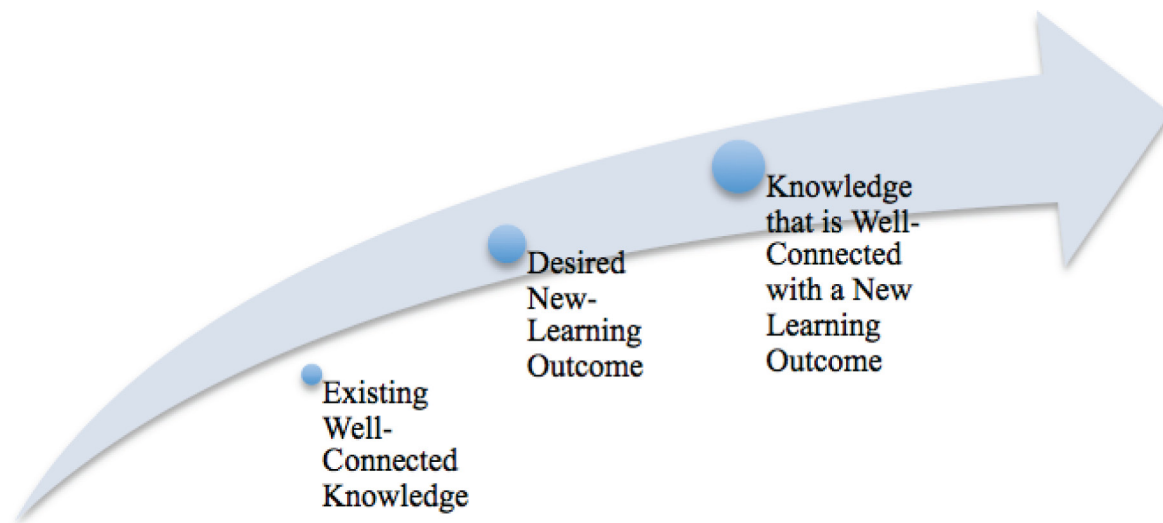 Existing
Well-
Connected
Knowledge
Desired
New-
Learning
Outcome
Knowledge
that is Well-
Connected
with a New
Learning
Outcome